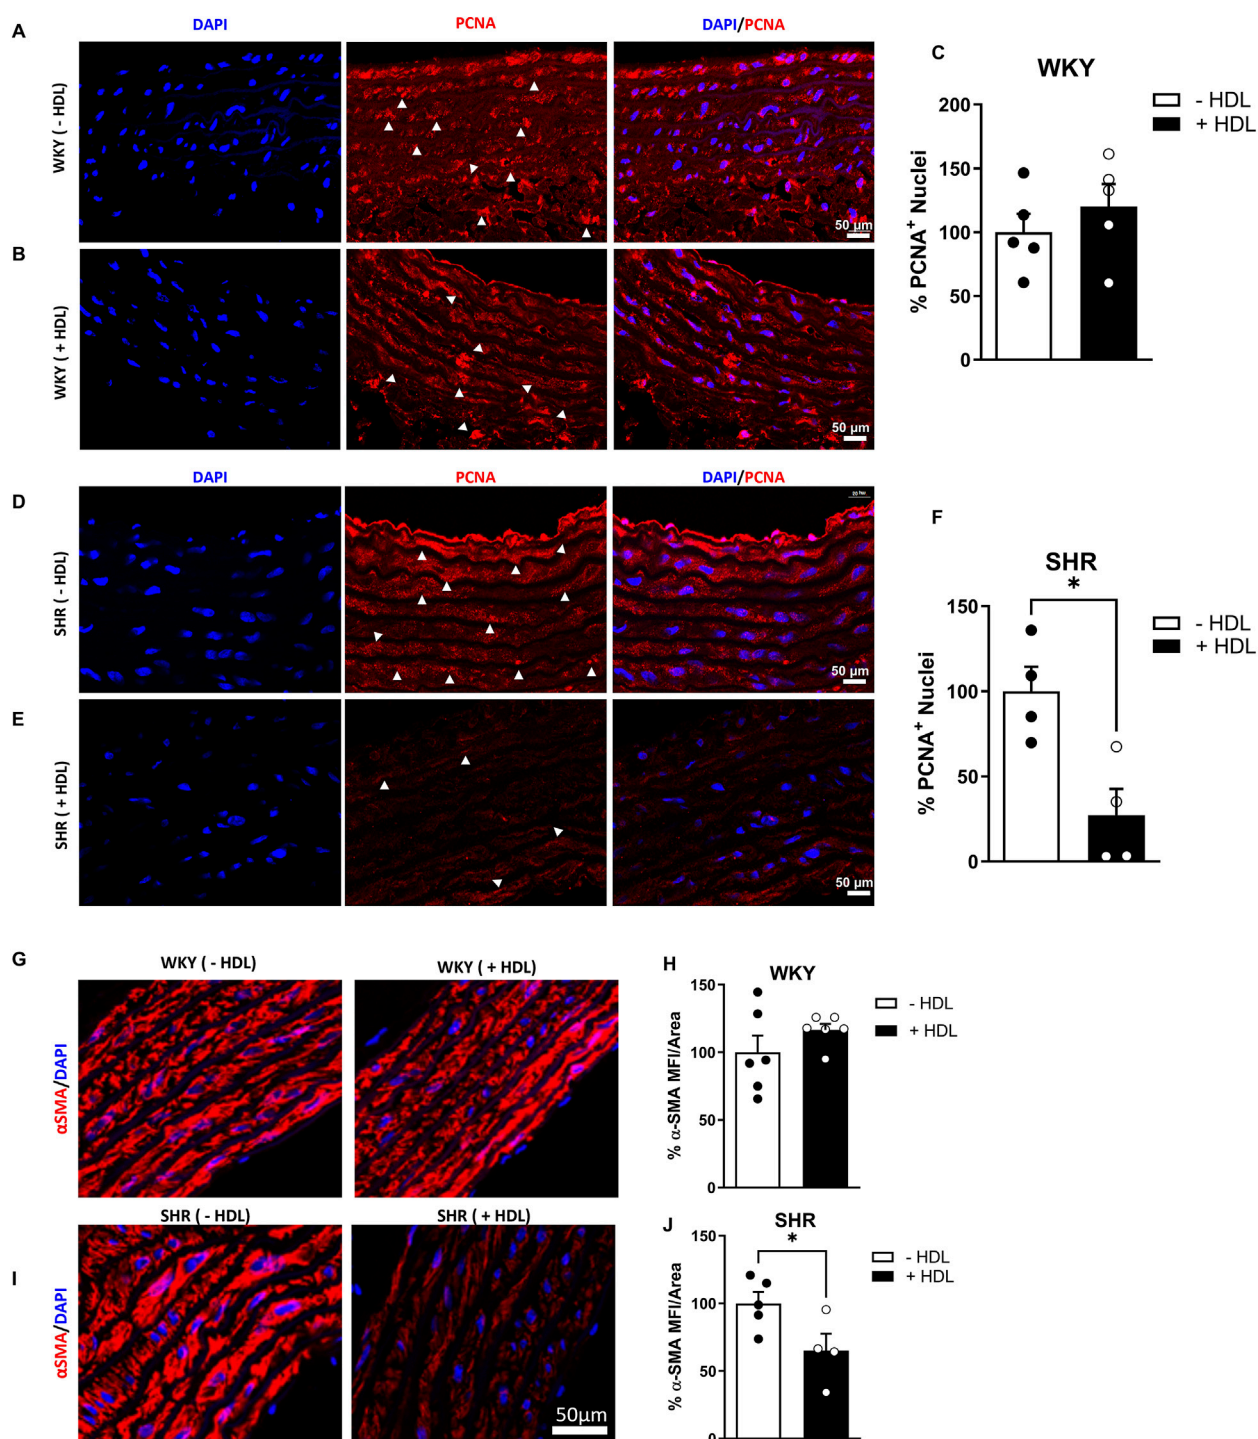 A
DAPI
PCNA
DAPI/PCNA
WKY ( - HDL)
50 µm
B
WKY ( + HDL)
50 µm
C
WKY
- HDL
+ HDL
% PCNA+ Nuclei
200
150
100
50
0
D
DAPI
PCNA
DAPI/PCNA
SHR ( - HDL)
50 µm
E
SHR ( + HDL)
50 µm
F
SHR
*
- HDL
+ HDL
% PCNA+ Nuclei
150
100
50
0
G
WKY ( - HDL)
WKY ( + HDL)
αSMA/DAPI
H
WKY
- HDL
+ HDL
% α-SMA MFI/Area
150
100
50
0
I
SHR ( - HDL)
SHR ( + HDL)
αSMA/DAPI
50µm
J
SHR
*
- HDL
+ HDL
% α-SMA MFI/Area
150
100
50
0